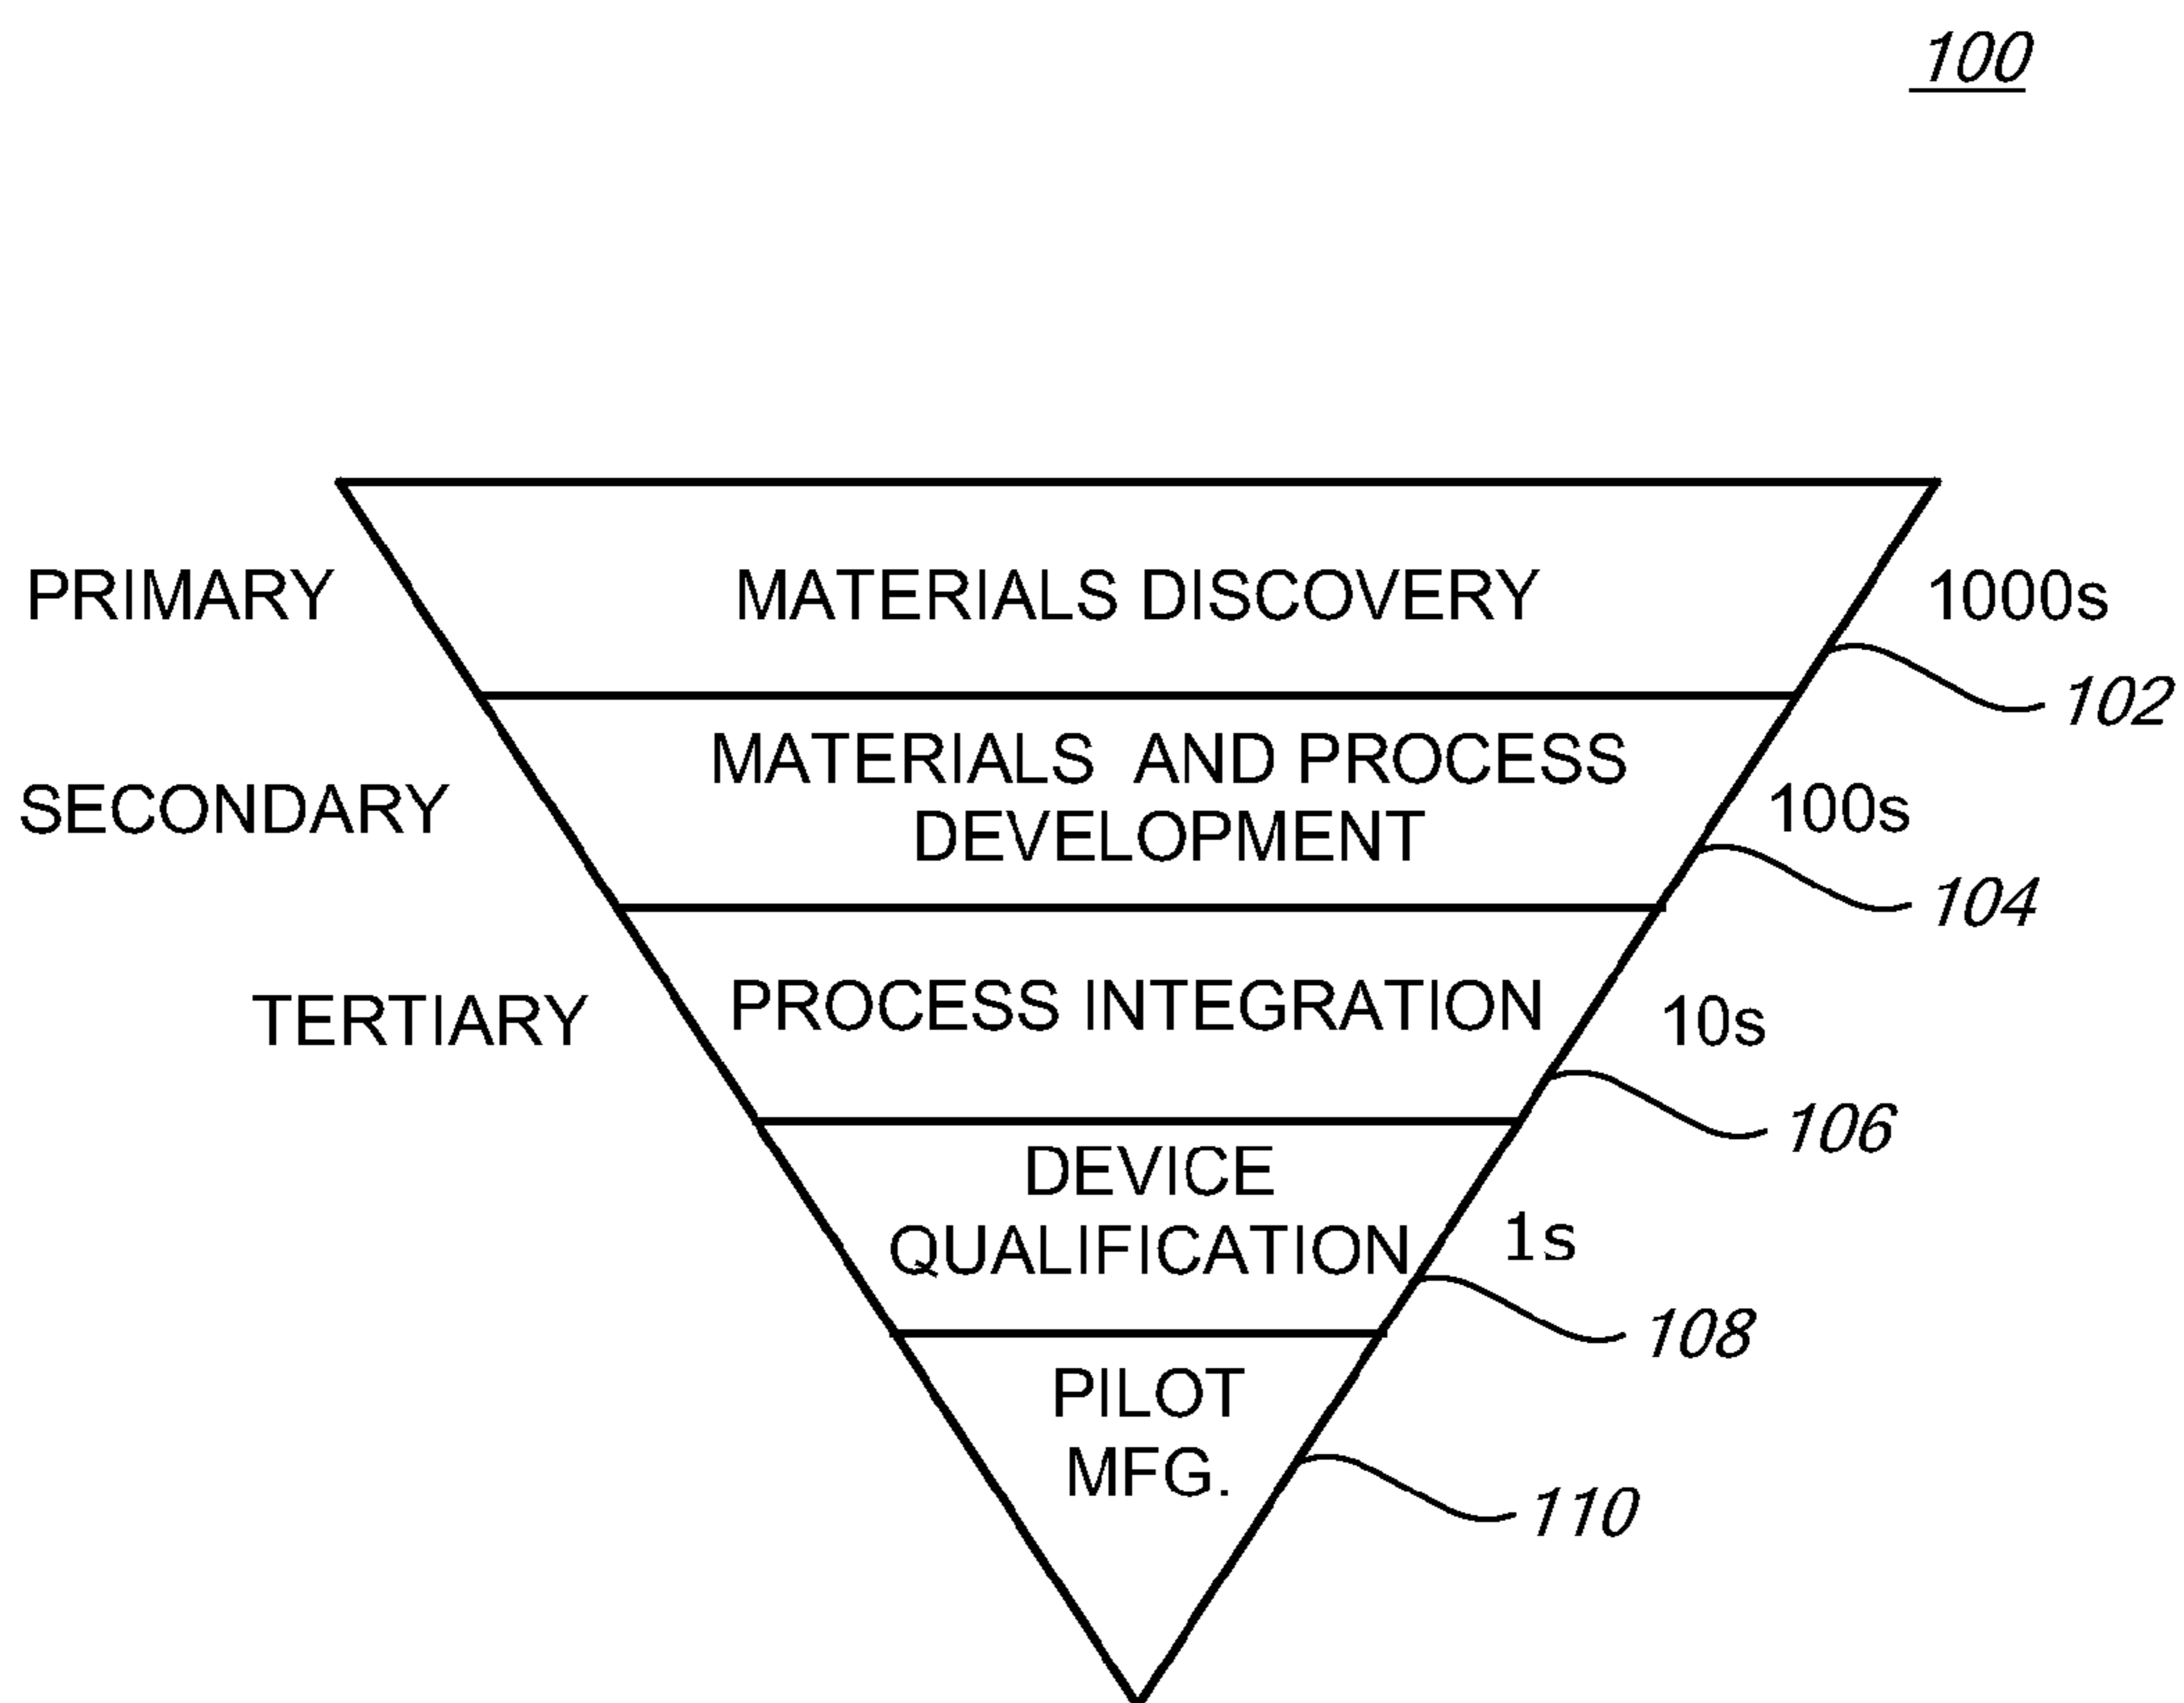 100
PRIMARY
MATERIALS DISCOVERY
1000s
102
SECONDARY
MATERIALS AND PROCESS
DEVELOPMENT
100s
104
TERTIARY
PROCESS INTEGRATION
10s
106
DEVICE
QUALIFICATION
1s
108
PILOT
MFG.
110